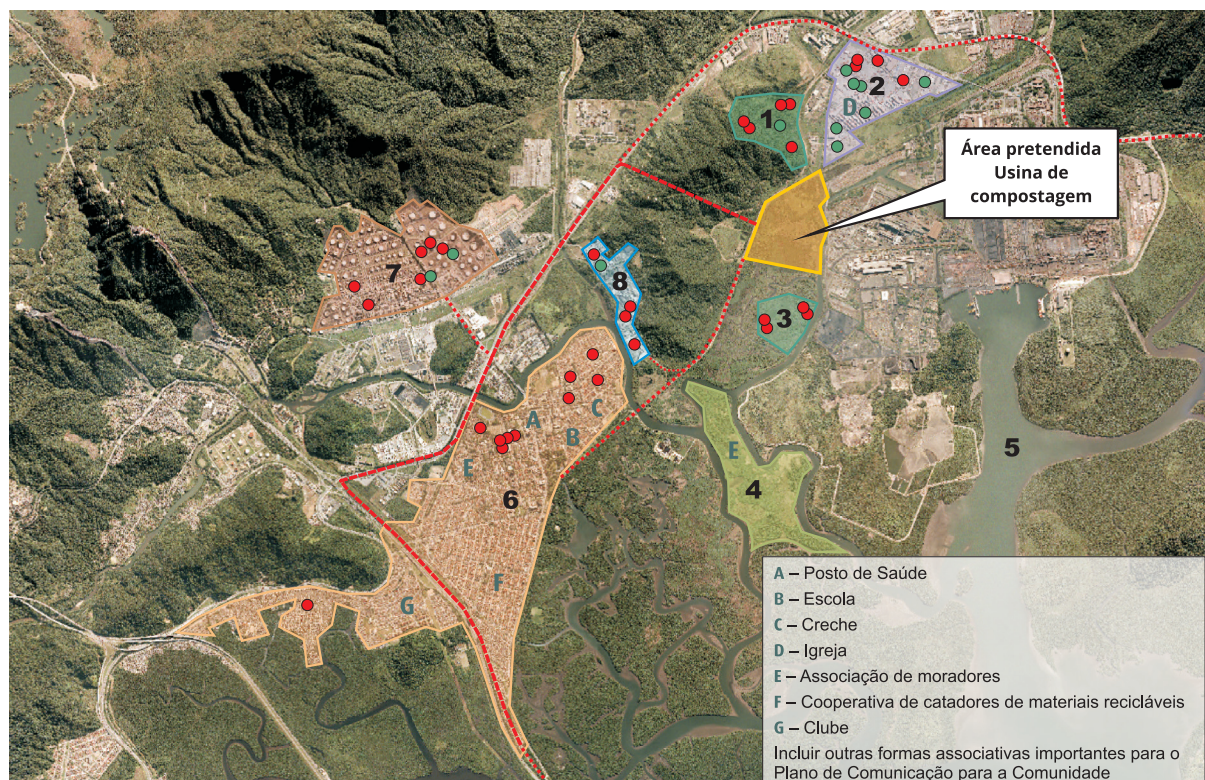 1
2
D
Área pretendida
Usina de
compostagem
7
8
3
A
C
B
E
E
5
4
6
F
G
A – Posto de Saúde
B – Escola
C – Creche
D – Igreja
E – Associação de moradores
F – Cooperativa de catadores de materiais recicláveis
G – Clube
Incluir outras formas associativas importantes para o
Plano de Comunicação para a Comunidade